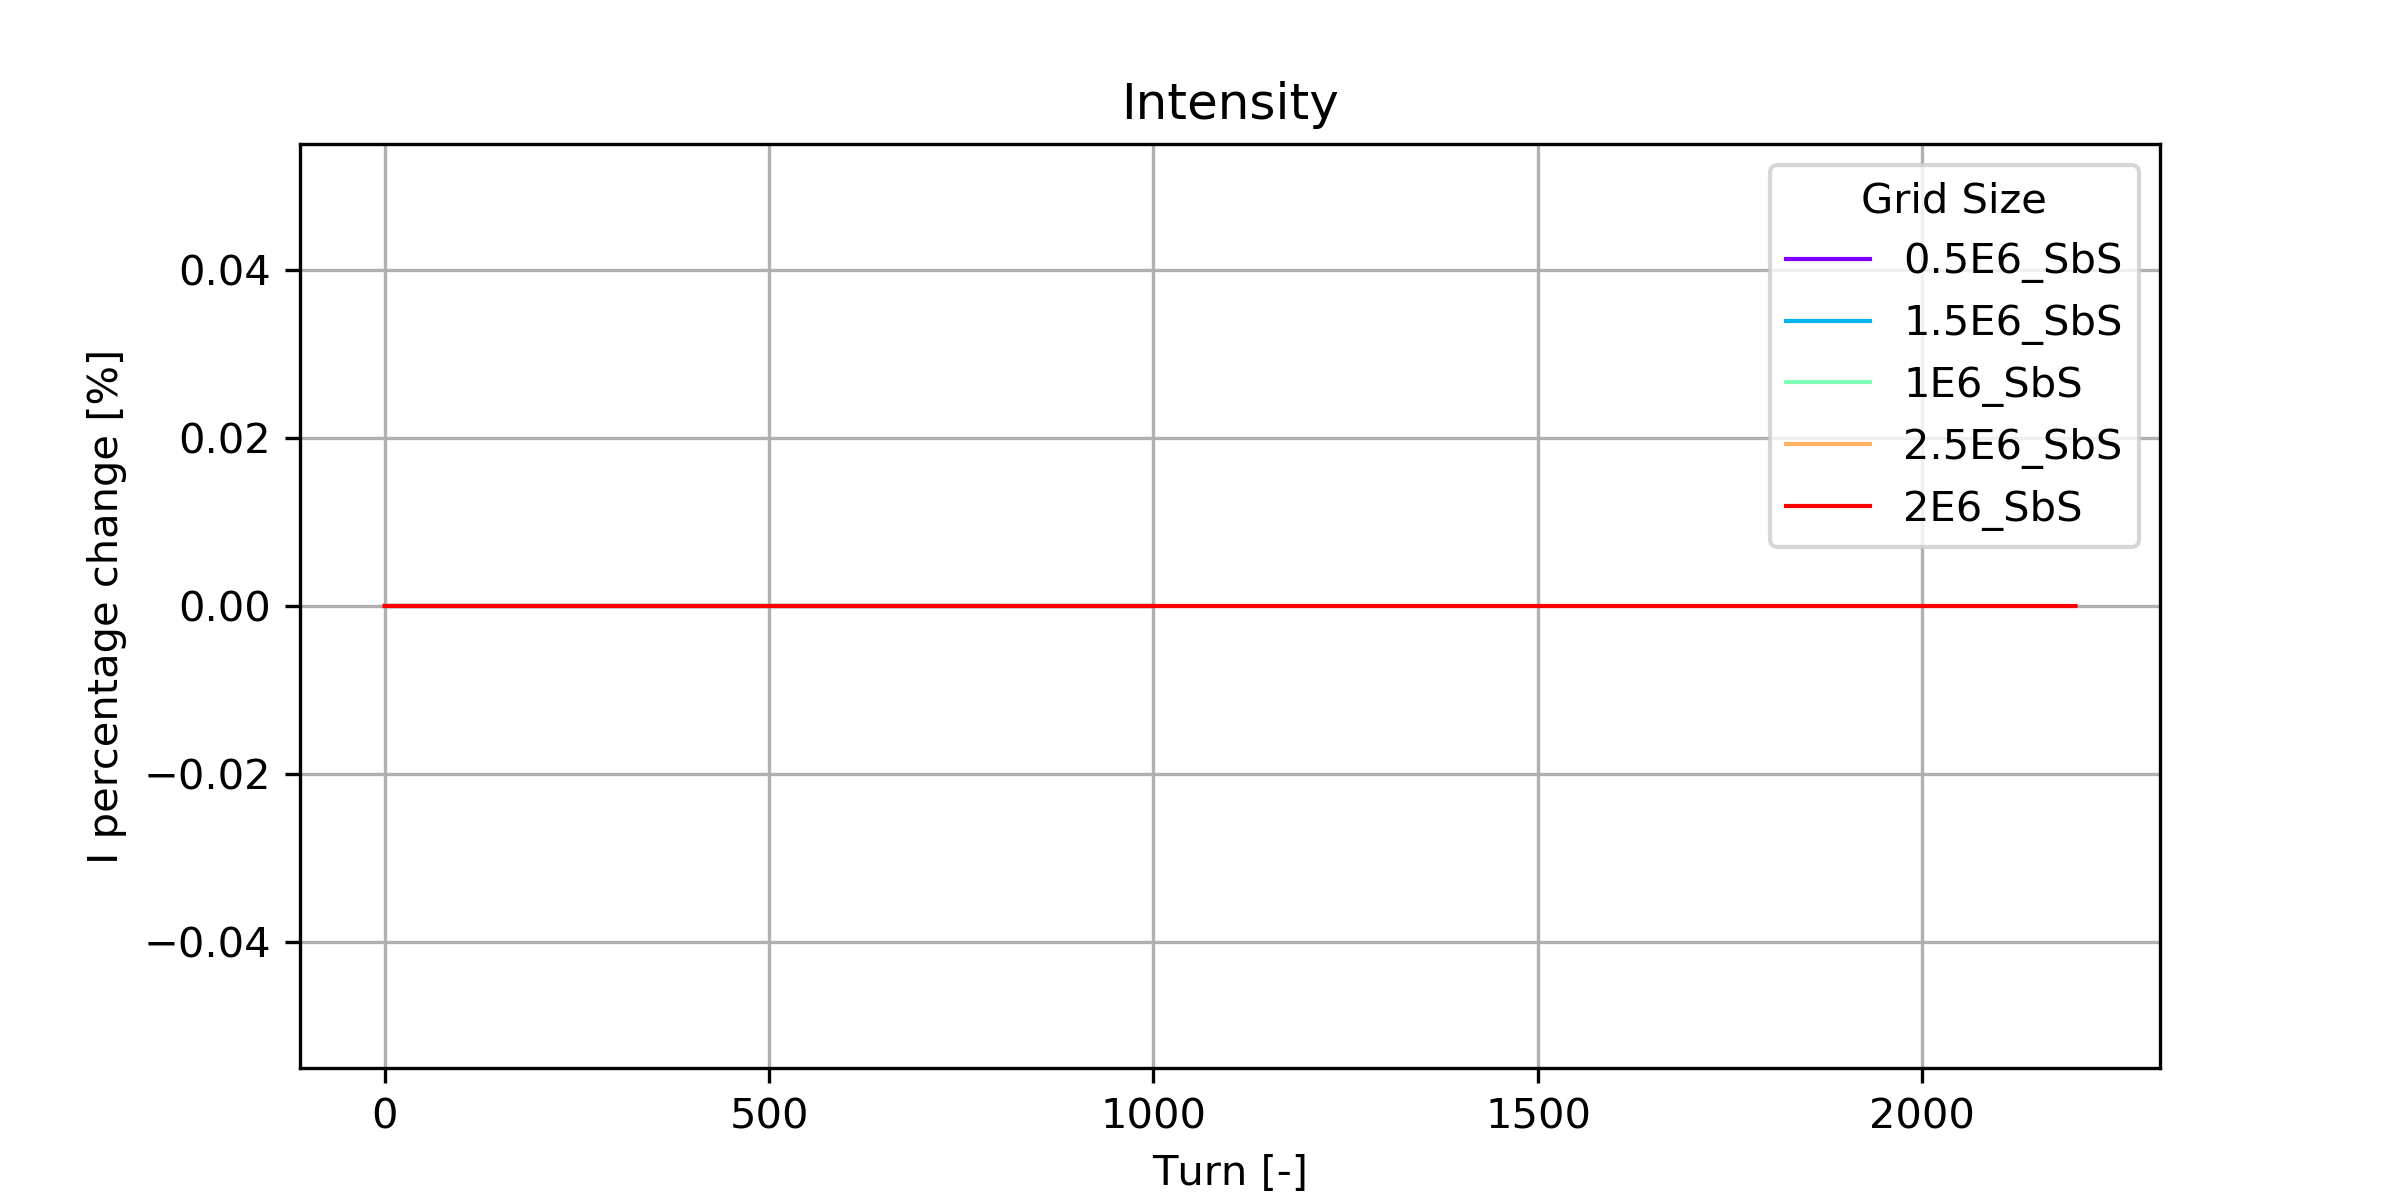 Intensity
Grid Size
0.5E6_SbS
1.5E6_SbS
1E6_SbS
2.5E6_SbS
2E6_SbS
I percentage change [%]
0.04
0.02
0.00
−0.02
−0.04
0 500 1000 1500 2000
Turn [-]